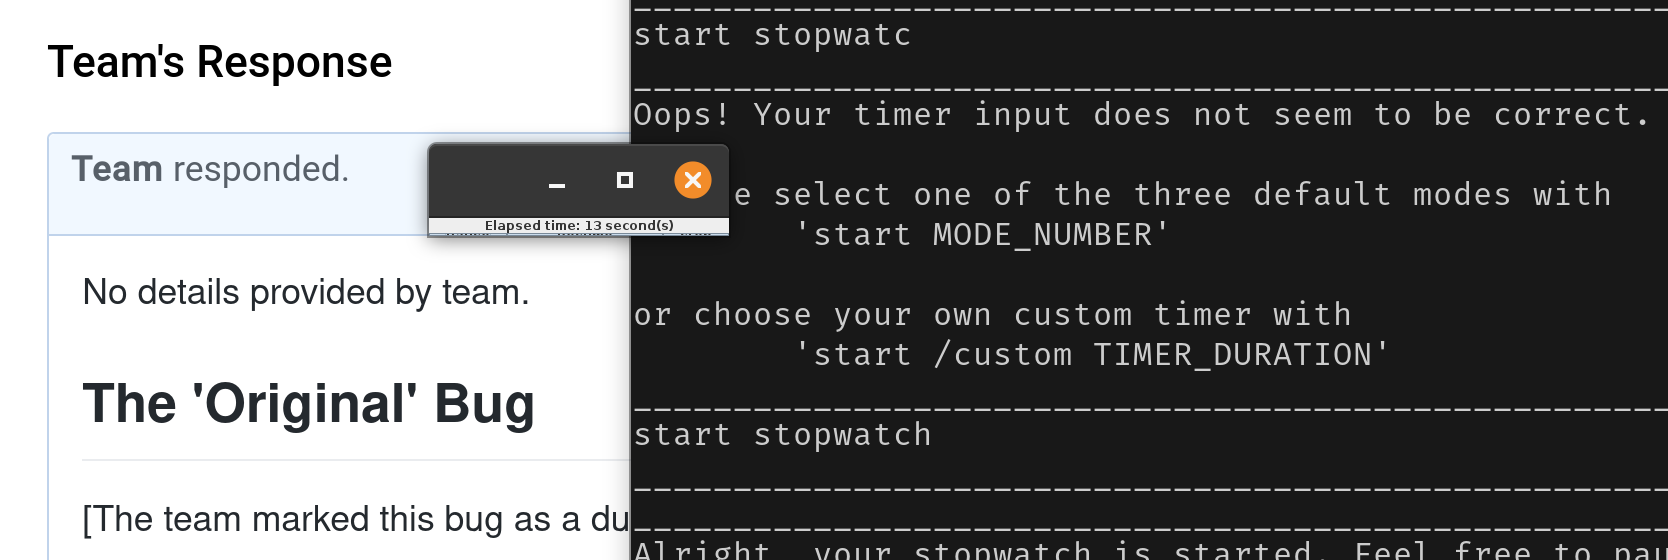 Team's Response
Team responded.
No details provided by team.
The 'Original' Bug
[The team marked this bug as a du
Elapsed time: 13 second(s)
start stopwatc
Oops! Your timer input does not seem to be correct.
e select one of the three default modes with
'start MODE_NUMBER'
or choose your own custom timer with
'start /custom TIMER_DURATION'
start stopwatch
Alright, your stopwatch is started. Feel free to pau